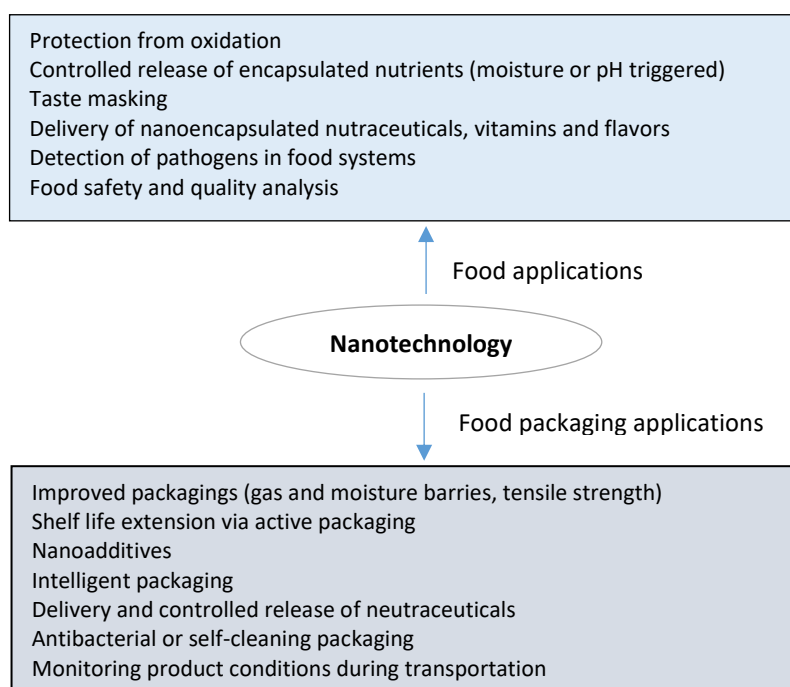 Protection from oxidation
Controlled release of encapsulated nutrients (moisture or pH triggered)
Taste masking
Delivery of nanoencapsulated nutraceuticals, vitamins and flavors
Detection of pathogens in food systems
Food safety and quality analysis
Food applications
Nanotechnology
Food packaging applications
Improved packagings (gas and moisture barries, tensile strength)
Shelf life extension via active packaging
Nanoadditives
Intelligent packaging
Delivery and controlled release of neutraceuticals
Antibacterial or self-cleaning packaging
Monitoring product conditions during transportation